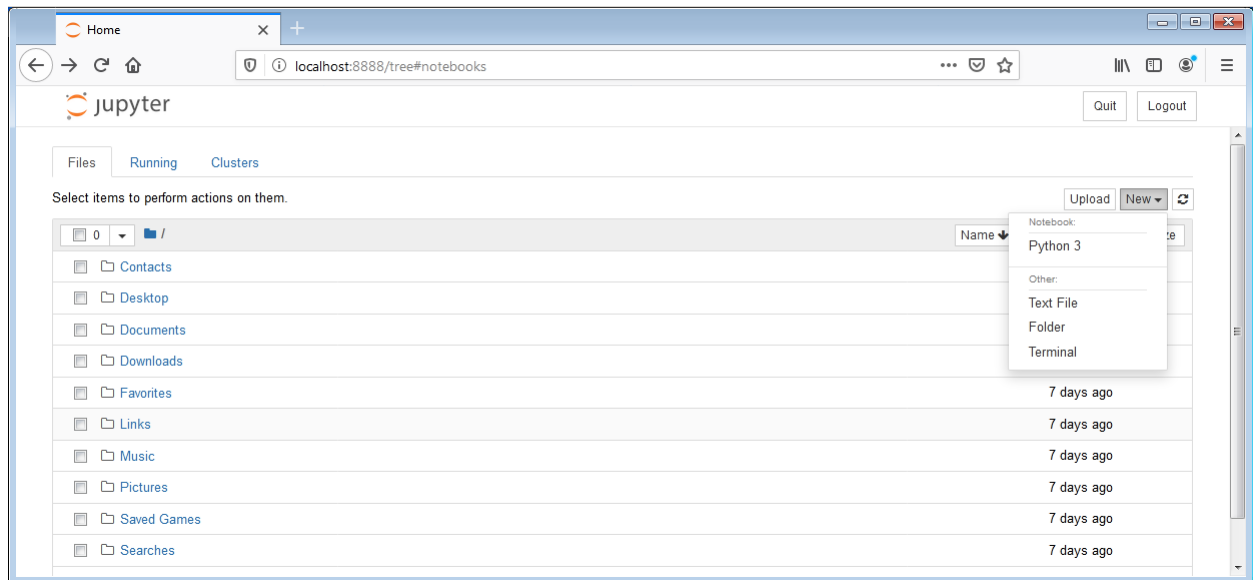 Home
localhost:8888/tree#notebooks
jupyter
Quit Logout
Files Running Clusters
Select items to perform actions on them.
Upload New
0 / Name
Notebook:
Python 3
Other:
Text File
Folder
Terminal
Contacts
Desktop
Documents
Downloads
Favorites 7 days ago
Links 7 days ago
Music 7 days ago
Pictures 7 days ago
Saved Games 7 days ago
Searches 7 days ago